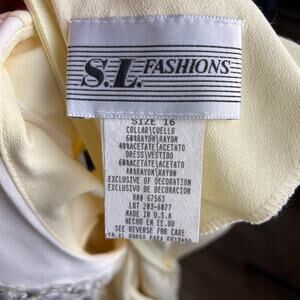 S.L. FASHIONS
SIZE 16
COLLAR\CUELLO
60%RAYON\RAYON
40%ACETATE\ACETATO
DRESS\VESTIDO
60%ACETATE\ACETATO
40%RAYON\RAYON
EXCLUSIVE OF DECORATION
EXCLUSIVO DE DECORACION
RN# 67563
LOT 203-6077
MADE IN U.S.A
HECHO EN EE.UU
SEE REVERSE FOR CARE